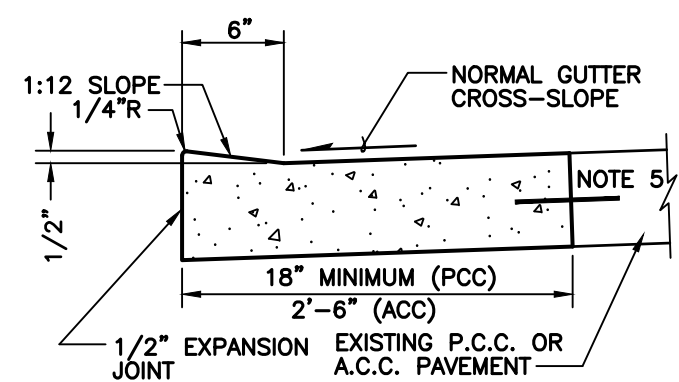 6"
1:12 SLOPE
1/4"R
NORMAL GUTTER
CROSS-SLOPE
NOTE 5
1/2"
18" MINIMUM (PCC)
2'-6" (ACC)
1/2" EXPANSION
JOINT
EXISTING P.C.C. OR
A.C.C. PAVEMENT